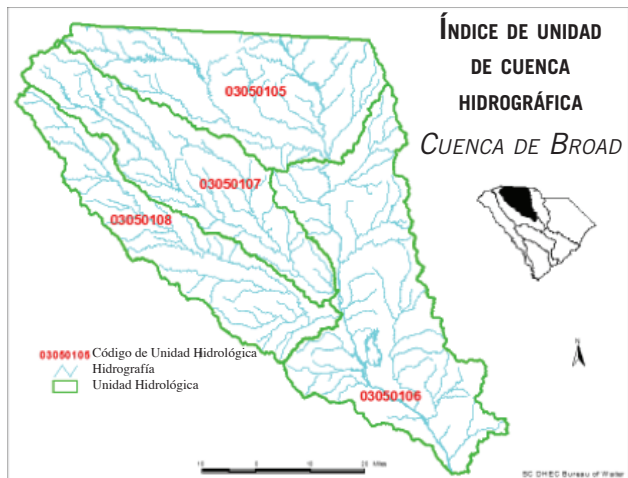 ÍNDICE DE UNIDAD
DE CUENCA
HIDROGRÁFICA
CUENCA DE BROAD
03050105
03050107
03050108
03050106
03050105 Código de Unidad Hidrológica
Hidrografía
Unidad Hidrológica
N
10 0 10 20 Miles
SC DHEC Bureau of Water